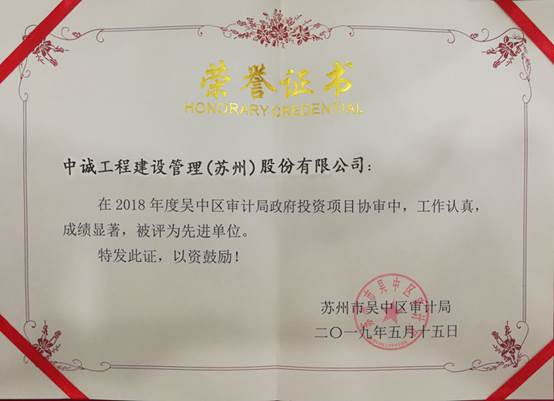 荣誉证书
HONORARY CREDENTIAL
中诚工程建设管理(苏州)股份有限公司：
在2018年度吴中区审计局政府投资项目协审中，工作认真，
成绩显著，被评为先进单位。
特发此证，以资鼓励！
苏州市吴中区审计局
二〇一九年五月十五日